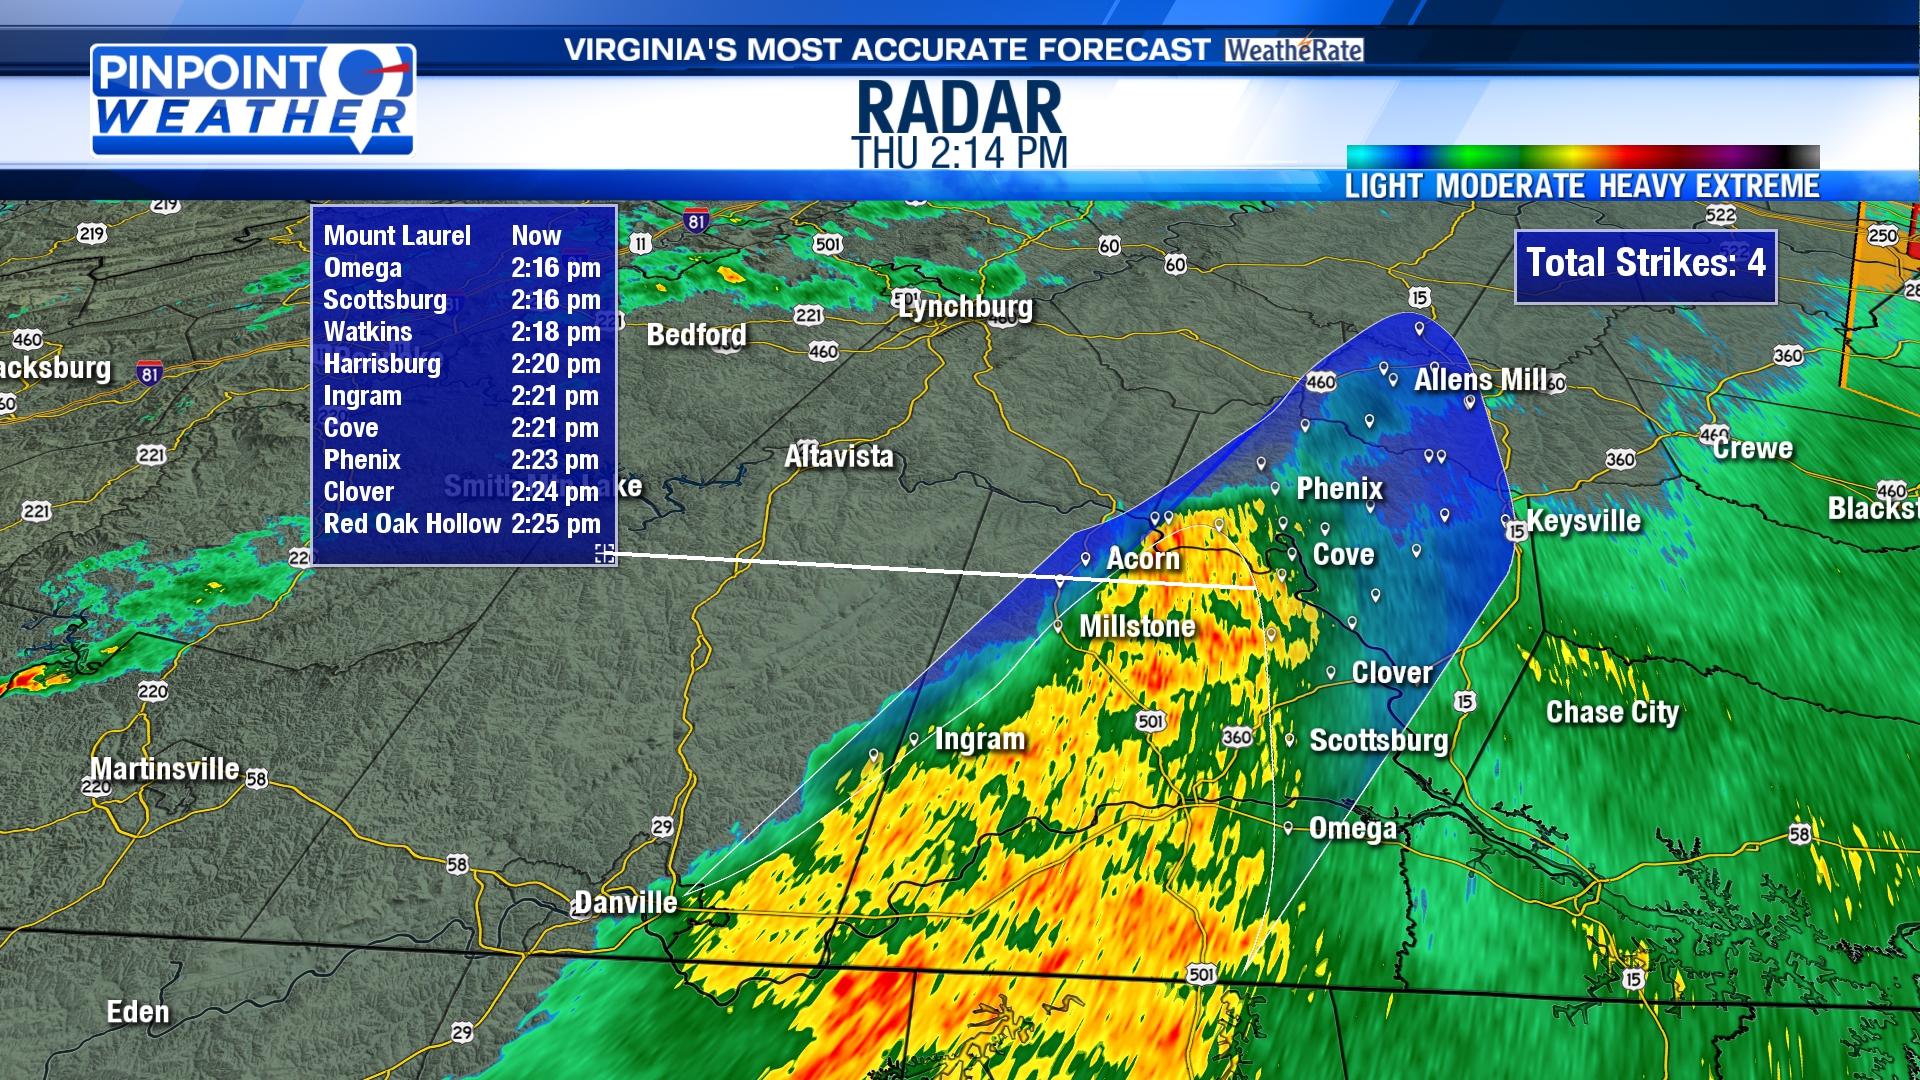 VIRGINIA'S MOST ACCURATE FORECAST WeatheRate
PINPOINT
WEATHER
RADAR
THU 2:14 PM
LIGHT MODERATE HEAVY EXTREME
Mount Laurel Now
Omega 2:16 pm
Scottsburg 2:16 pm
Watkins 2:18 pm
Harrisburg 2:20 pm
Ingram 2:21 pm
Cove 2:21 pm
Phenix 2:23 pm
Clover 2:24 pm
Red Oak Hollow 2:25 pm
Total Strikes: 4
219
219
11
81
501
60
60
522
250
15
Lynchburg
Bedford
221
460
460
acksburg
81
460
Allens Mill
360
221
Altavista
460
Crewe
360
Phenix
460
221
Keysville
15
220
Acorn
Cove
Millstone
Clover
220
15
501
360
Chase City
Ingram
Scottsburg
Martinsville
220
58
29
Omega
58
58
Danville
501
15
Eden
29